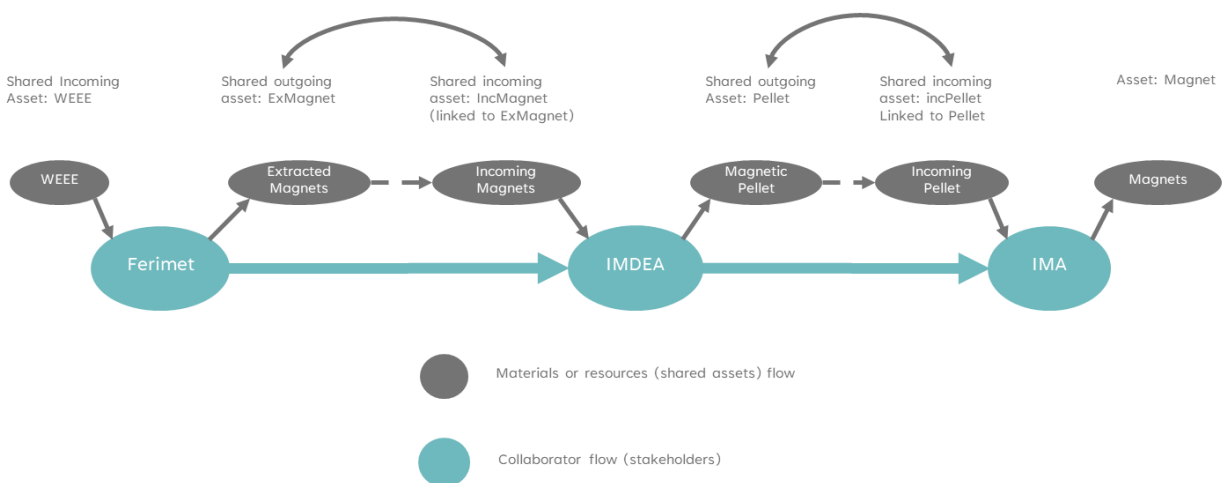 Shared Incoming
Asset: WEEE
Shared outgoing
asset: ExMagnet
Shared incoming
asset: IncMagnet
(linked to ExMagnet)
Shared outgoing
Asset: Pellet
Shared incoming
asset: incPellet
Linked to Pellet
Asset: Magnet
WEEE
Extracted
Magnets
Incoming
Magnets
Magnetic
Pellet
Incoming
Pellet
Magnets
Ferimet
IMDEA
IMA
Materials or resources (shared assets) flow
Collaborator flow (stakeholders)